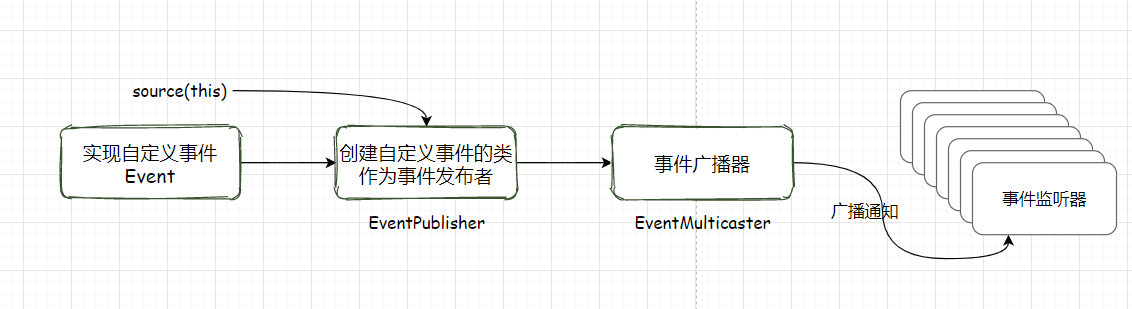 source(this)
实现自定义事件
Event
创建自定义事件的类
作为事件发布者
EventPublisher
事件广播器
EventMulticaster
广播通知
事件监听器